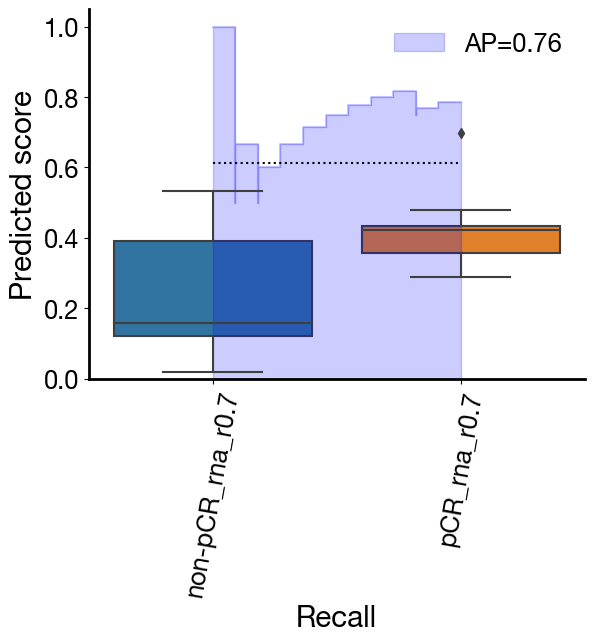 1.0
0.8
0.6
0.4
0.2
0.0
Predicted score
AP=0.76
non-pCR_rna_r0.7
pCR_rna_r0.7
Recall